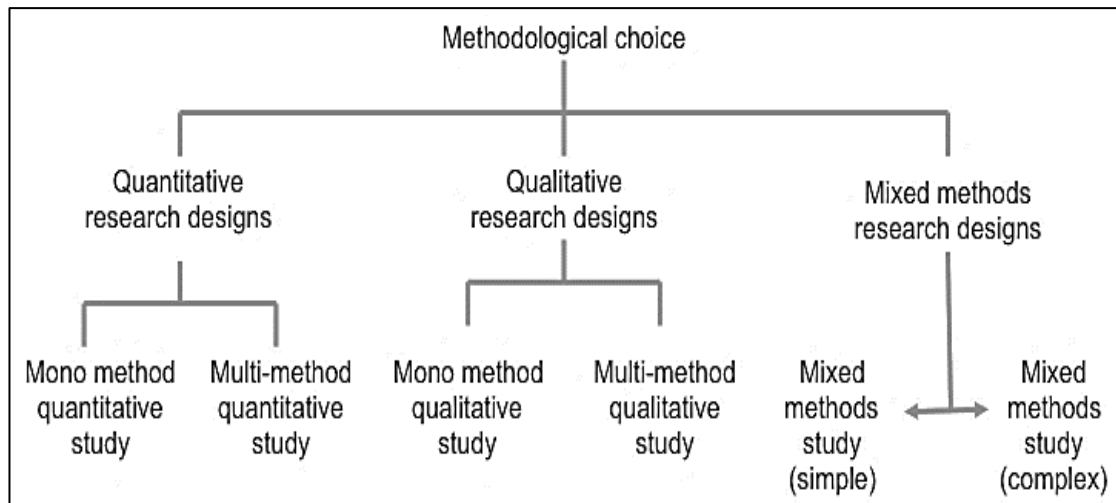 Methodological choice
Quantitative
research designs
Qualitative
research designs
Mixed methods
research designs
Mono method
quantitative
study
Multi-method
quantitative
study
Mono method
qualitative
study
Multi-method
qualitative
study
Mixed
methods
study
(simple)
Mixed
methods
study
(complex)